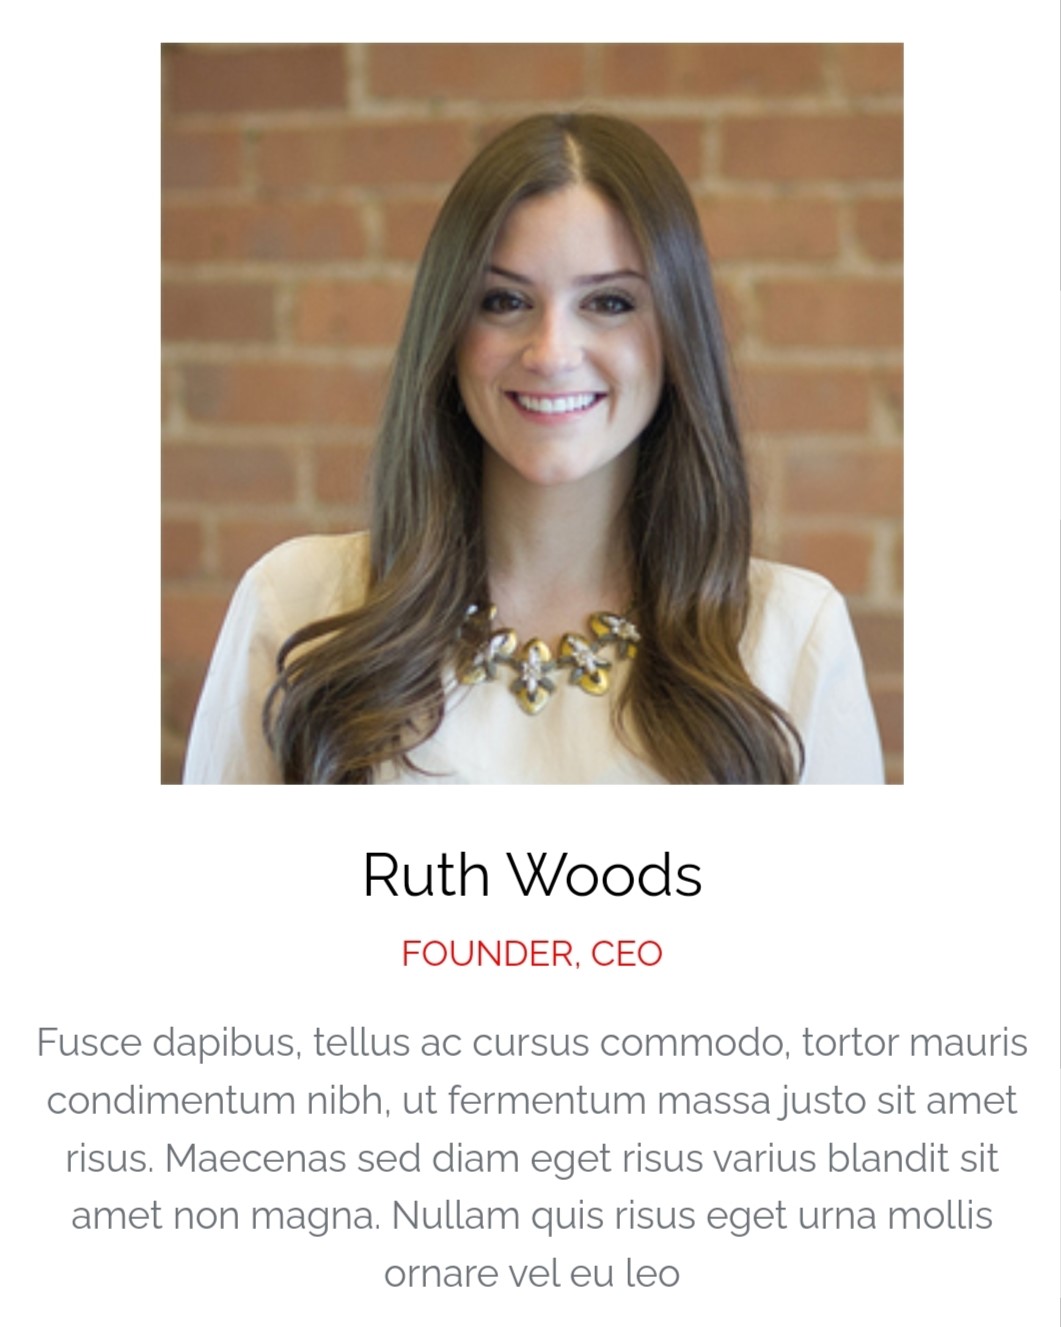 Ruth Woods
FOUNDER, CEO
Fusce dapibus, tellus ac cursus commodo, tortor mauris
condimentum nibh, ut fermentum massa justo sit amet
risus. Maecenas sed diam eget risus varius blandit sit
amet non magna. Nullam quis risus eget urna mollis
ornare vel eu leo